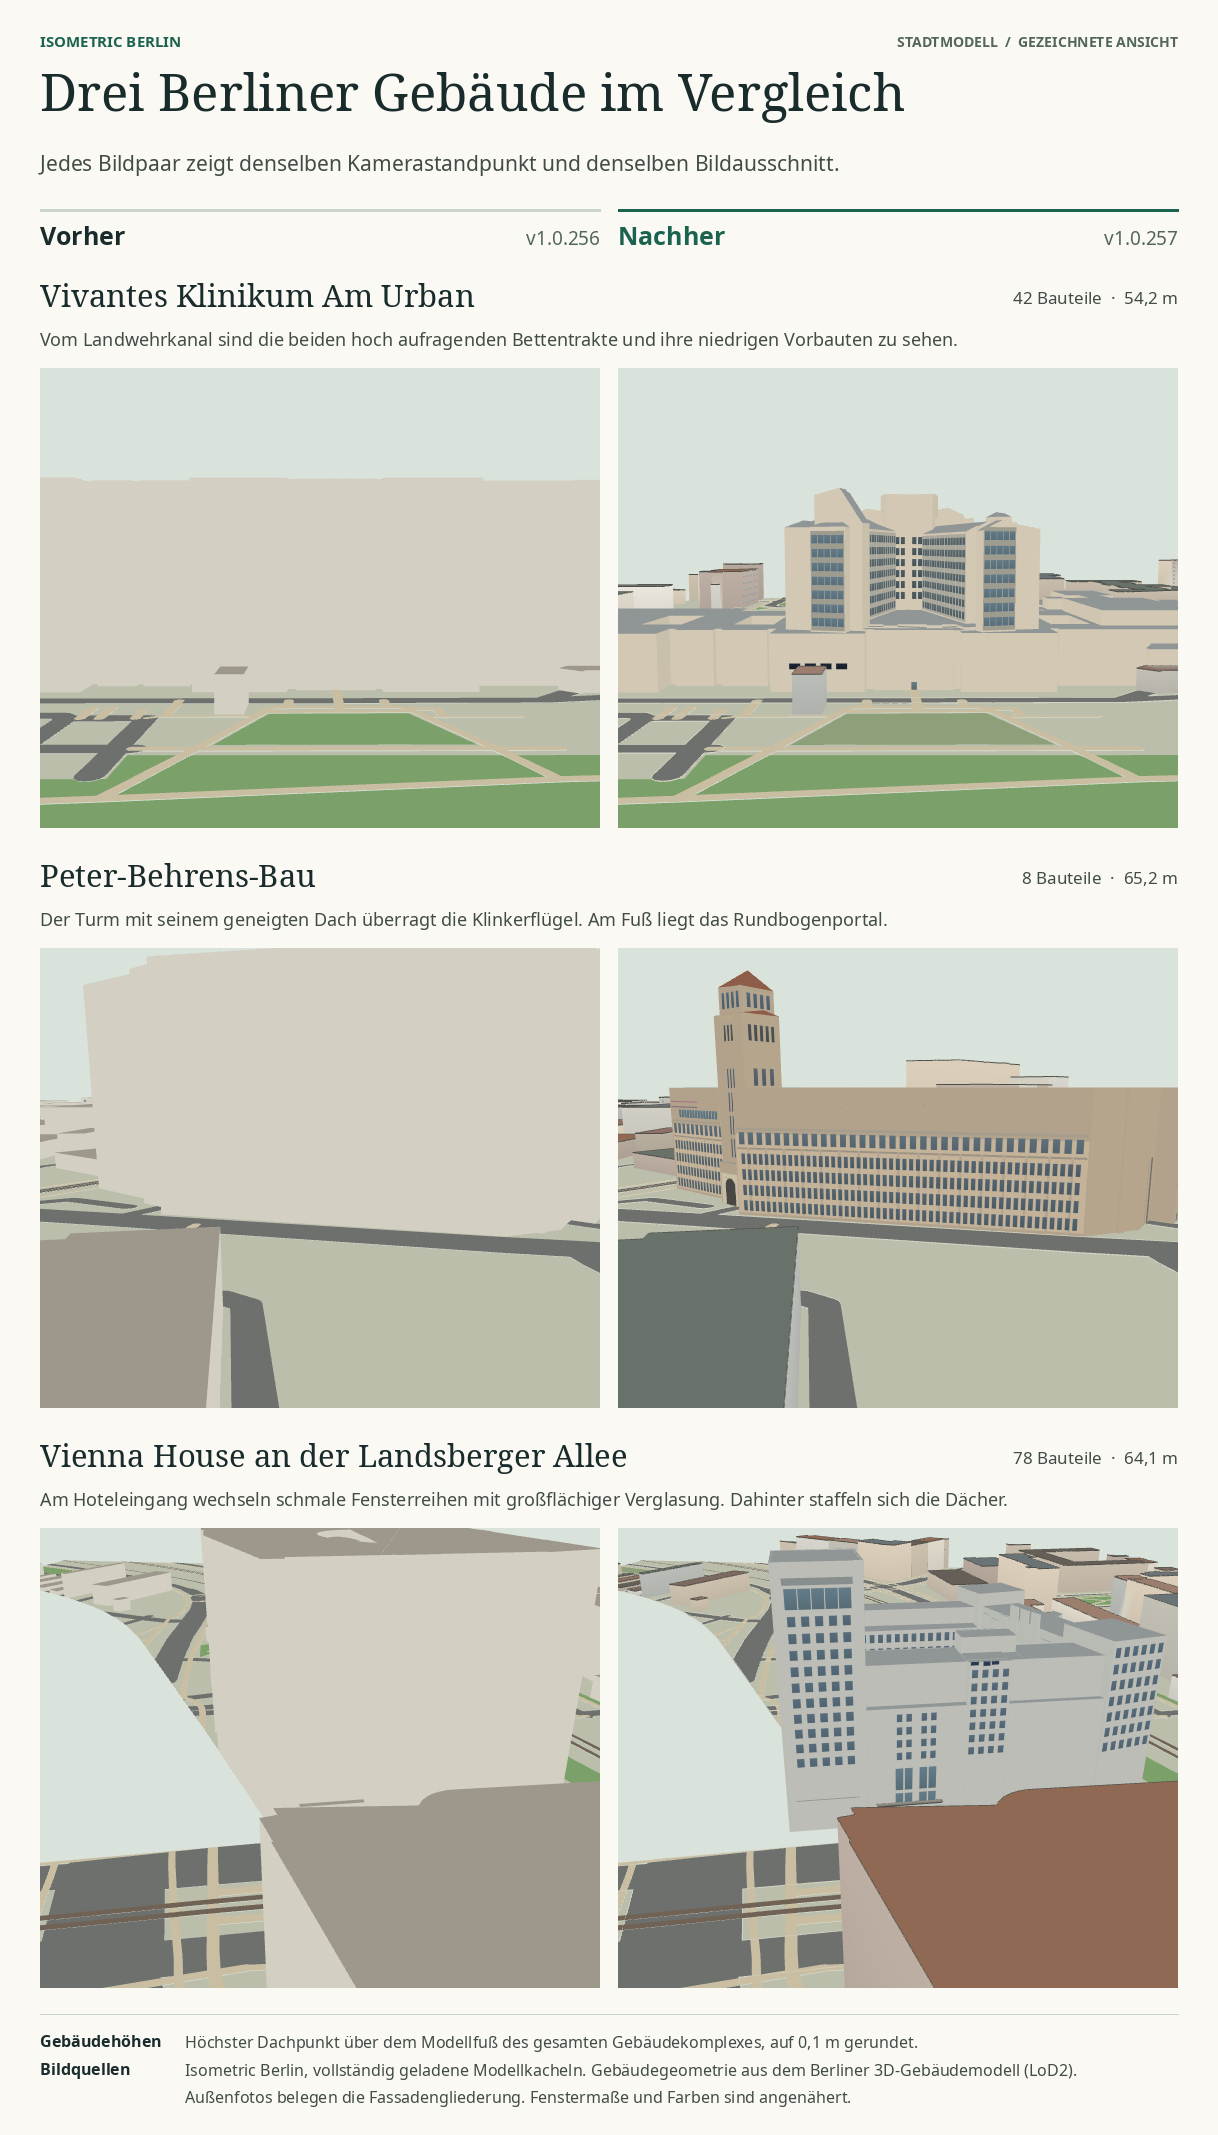 ISOMETRIC BERLIN
STADTMODELL / GEZEICHNETE ANSICHT
Drei Berliner Gebäude im Vergleich
Jedes Bildpaar zeigt denselben Kamerastandpunkt und denselben Bildausschnitt.
Vorher v1.0.256
Nachher v1.0.257
Vivantes Klinikum Am Urban
42 Bauteile · 54,2 m
Vom Landwehrkanal sind die beiden hoch aufragenden Bettentrakte und ihre niedrigen Vorbauten zu sehen.
Peter-Behrens-Bau
8 Bauteile · 65,2 m
Der Turm mit seinem geneigten Dach überragt die Klinkerflügel. Am Fuß liegt das Rundbogenportal.
Vienna House an der Landsberger Allee
78 Bauteile · 64,1 m
Am Hoteleingang wechseln schmale Fensterreihen mit großflächiger Verglasung. Dahinter staffeln sich die Dächer.
Gebäudehöhen Höchster Dachpunkt über dem Modellfuß des gesamten Gebäudekomplexes, auf 0,1 m gerundet.
Bildquellen Isometric Berlin, vollständig geladene Modellkacheln. Gebäudegeometrie aus dem Berliner 3D-Gebäudemodell (LoD2).
Außenfotos belegen die Fassadengliederung. Fenstermaße und Farben sind angenähert.